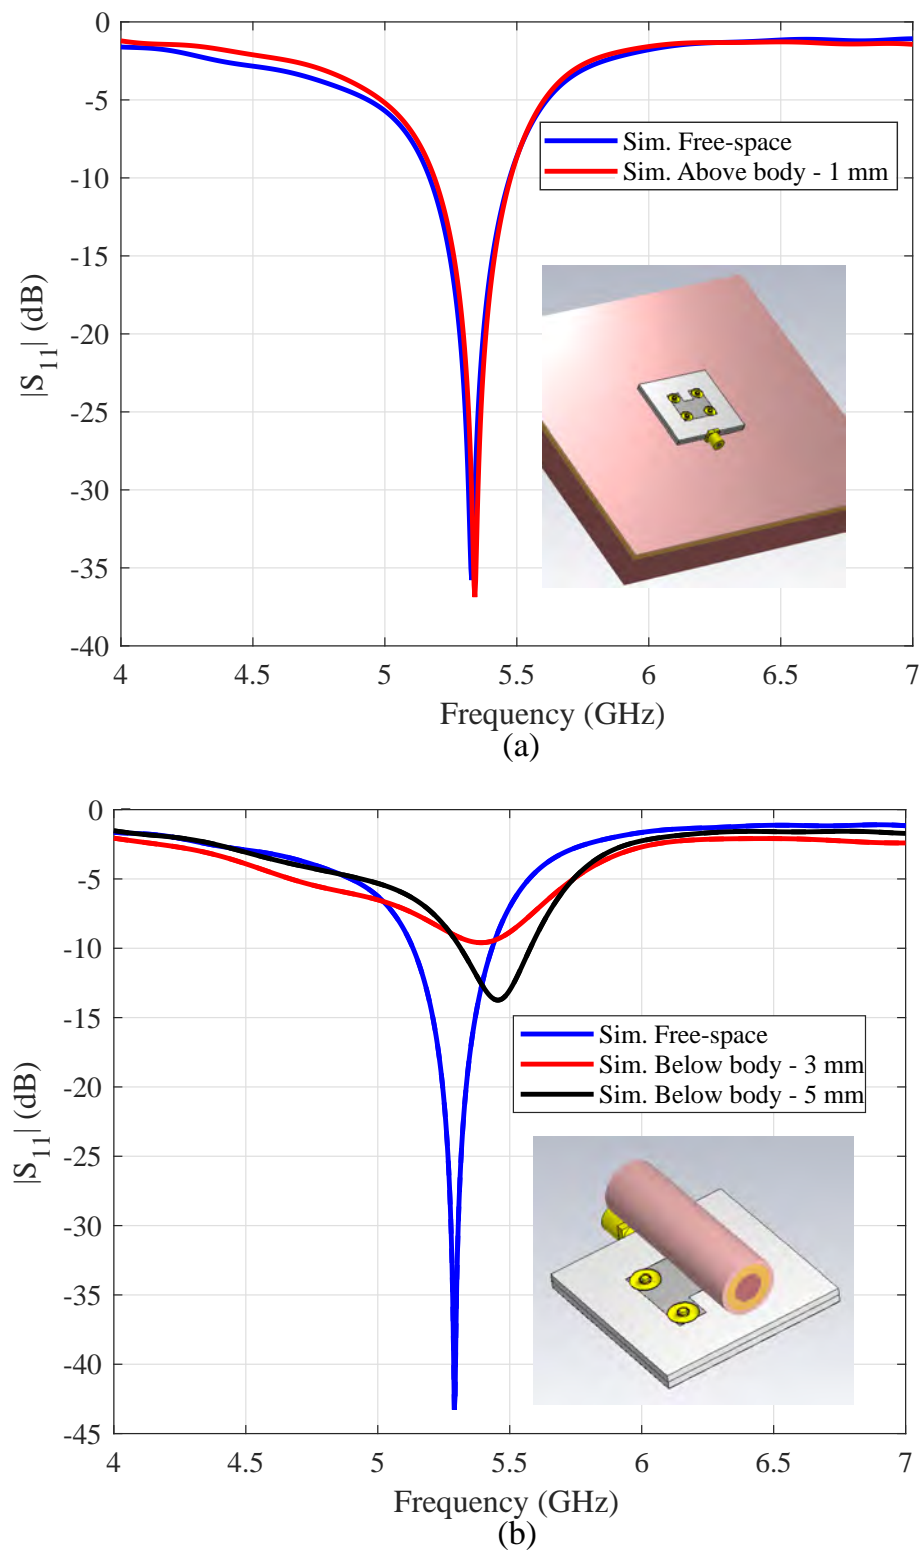 0
-5
-10
-15
-20
-25
-30
-35
-40
|S11| (dB)
Sim. Free-space
Sim. Above body - 1 mm
4 4.5 5 5.5 6 6.5 7
Frequency (GHz)
(a)
0
-5
-10
-15
-20
-25
-30
-35
-40
-45
|S11| (dB)
Sim. Free-space
Sim. Below body - 3 mm
Sim. Below body - 5 mm
4 4.5 5 5.5 6 6.5 7
Frequency (GHz)
(b)